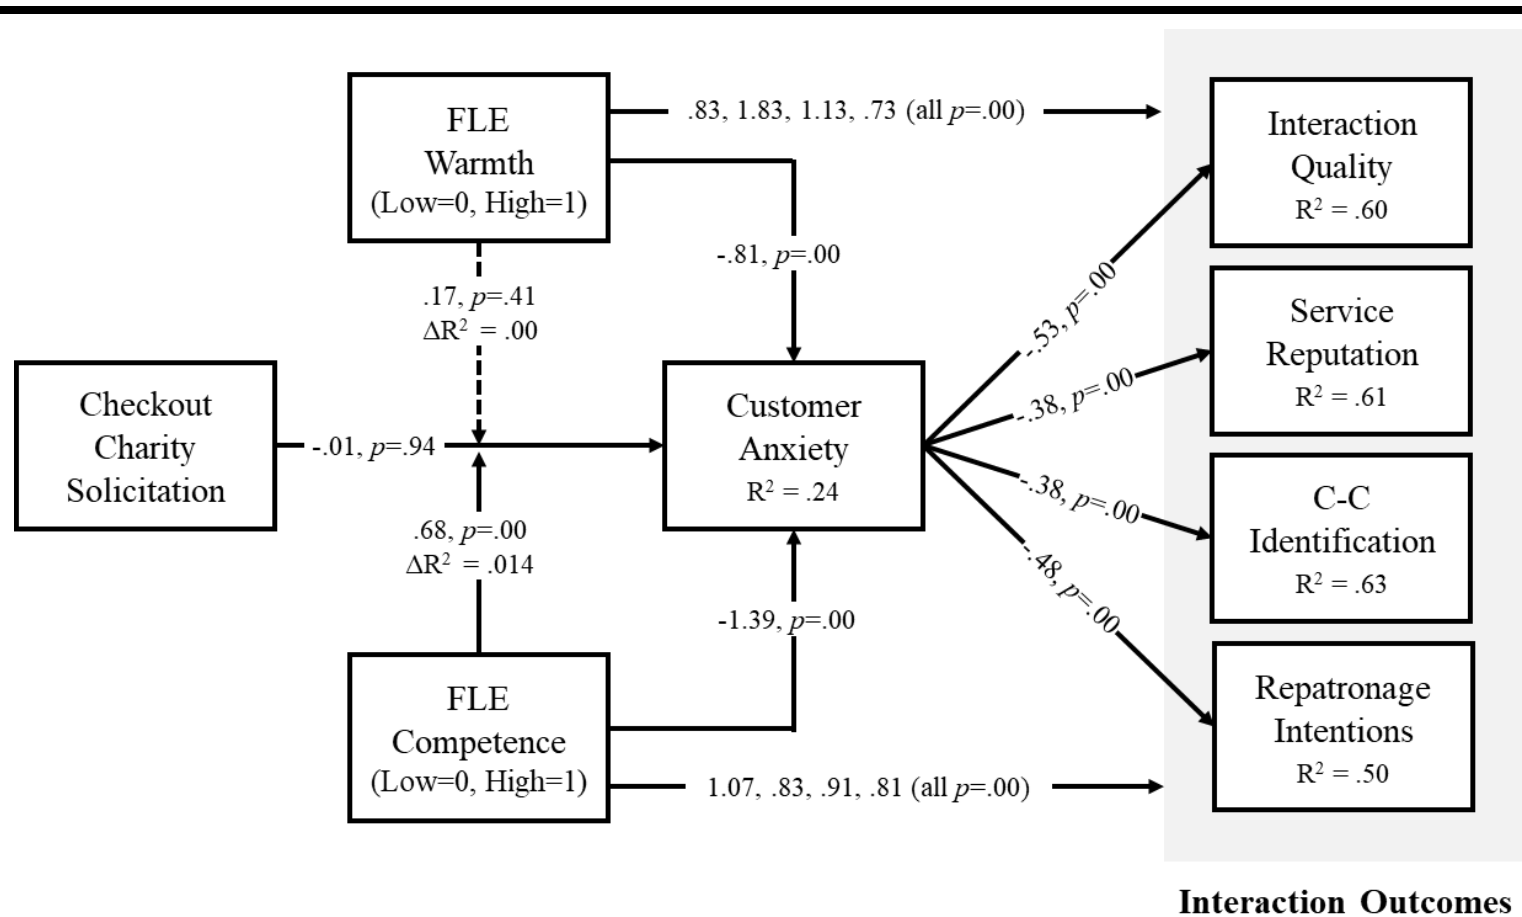 FLE
Warmth
(Low=0, High=1)
.83, 1.83, 1.13, .73 (all p=.00)
-.81, p=.00
.17, p=.41
ΔR² = .00
Checkout
Charity
Solicitation
-.01, p=.94
Customer
Anxiety
R² = .24
.68, p=.00
ΔR² = .014
-1.39, p=.00
FLE
Competence
(Low=0, High=1)
1.07, .83, .91, .81 (all p=.00)
-.53, p=.00
-.38, p=.00
-.38, p=.00
-.48, p=.00
Interaction
Quality
R² = .60
Service
Reputation
R² = .61
C-C
Identification
R² = .63
Repatronage
Intentions
R² = .50
Interaction Outcomes